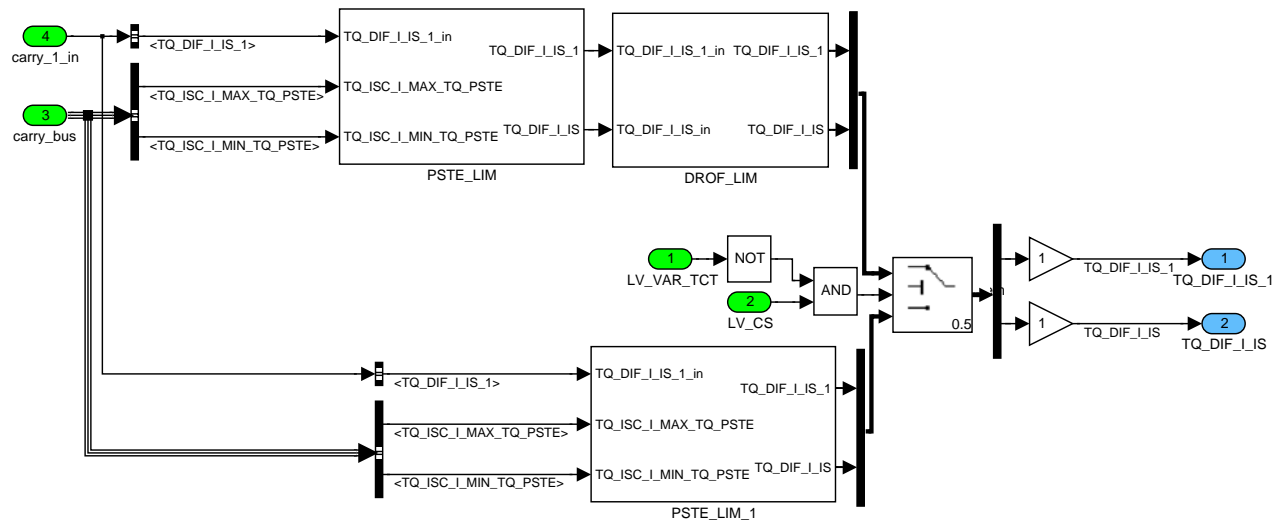 4
carry_1_in
<TQ_DIF_I_IS_1>
3
carry_bus
<TQ_ISC_I_MAX_TQ_PSTE>
<TQ_ISC_I_MIN_TQ_PSTE>
TQ_DIF_I_IS_1_in
TQ_ISC_I_MAX_TQ_PSTE
TQ_ISC_I_MIN_TQ_PSTE
TQ_DIF_I_IS_1
TQ_DIF_I_IS
PSTE_LIM
TQ_DIF_I_IS_1_in
TQ_DIF_I_IS_in
TQ_DIF_I_IS_1
TQ_DIF_I_IS
DROF_LIM
1
LV_VAR_TCT
NOT
2
LV_CS
AND
0.5
1
TQ_DIF_I_IS_1
1
TQ_DIF_I_IS_1
1
TQ_DIF_I_IS
2
TQ_DIF_I_IS
<TQ_DIF_I_IS_1>
<TQ_ISC_I_MAX_TQ_PSTE>
<TQ_ISC_I_MIN_TQ_PSTE>
TQ_DIF_I_IS_1_in
TQ_ISC_I_MAX_TQ_PSTE
TQ_ISC_I_MIN_TQ_PSTE
TQ_DIF_I_IS_1
TQ_DIF_I_IS
PSTE_LIM_1